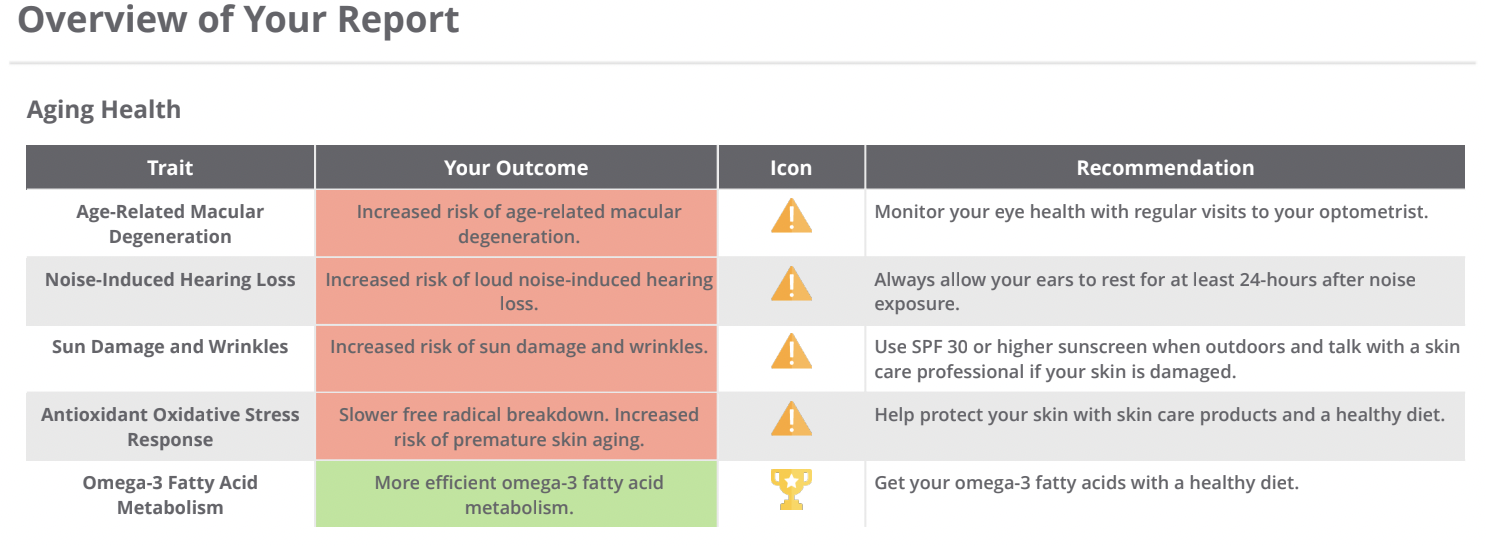 Overview of Your Report
Aging Health
Trait Your Outcome Icon Recommendation
Age-Related Macular
Degeneration
Increased risk of age-related macular
degeneration.
Monitor your eye health with regular visits to your optometrist.
Noise-Induced Hearing Loss
Increased risk of loud noise-induced hearing
loss.
Always allow your ears to rest for at least 24-hours after noise
exposure.
Sun Damage and Wrinkles
Increased risk of sun damage and wrinkles.
Use SPF 30 or higher sunscreen when outdoors and talk with a skin
care professional if your skin is damaged.
Antioxidant Oxidative Stress
Response
Slower free radical breakdown. Increased
risk of premature skin aging.
Help protect your skin with skin care products and a healthy diet.
Omega-3 Fatty Acid
Metabolism
More efficient omega-3 fatty acid
metabolism.
Get your omega-3 fatty acids with a healthy diet.